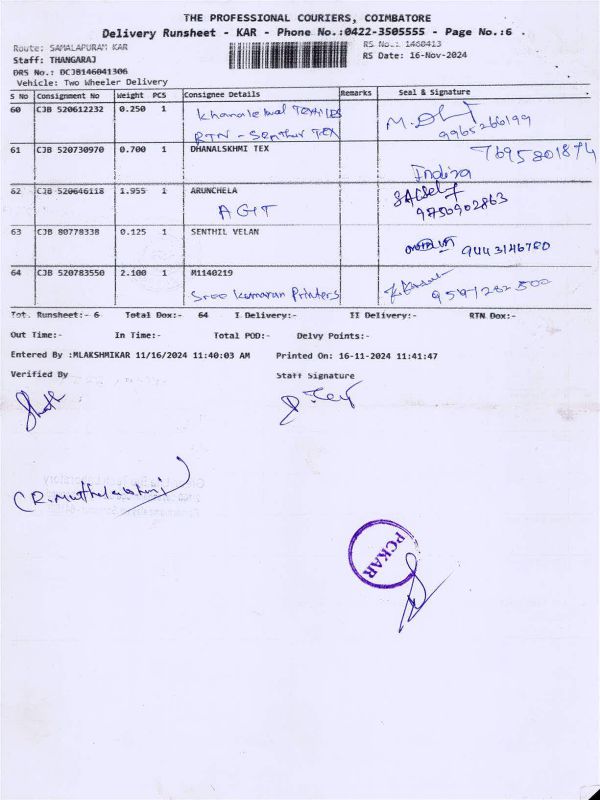 THE PROFESSIONAL COURIERS, COIMBATORE
Delivery Runsheet - KAR - Phone No.:0422-3505555 - Page No.:6
Route: SAMALAPURAM KAR RS No.: 1460413
Staff: THANGARAJ RS Date: 16-Nov-2024
DRS No.: DCJB146041306
Vehicle: Two Wheeler Delivery
S No Consignment No Weight PCS Consignee Details Remarks Seal & Signature
60 CJB 520612232 0.250 1 TEXTILES
9965266199
RTN - Senthur TEX
61 CJB 520730970 0.700 1 DHANALSKHMI TEX 7695801874
Indira
62 CJB 520646118 1.955 1 ARUNCHELA
AGIT 9750902863
63 CJB 80778338 0.125 1 SENTHIL VELAN
9443146780
64 CJB 520783550 2.100 1 M1140219
Sree Kumaran Printers
Tot. Runsheet:- 6 Total Dox:- 64 I Delivery:- II Delivery:- RTN Dox:-
Out Time:- In Time:- Total POD:- Delvy Points:-
Entered By :MLAKSHMIKAR 11/16/2024 11:40:03 AM Printed On: 16-11-2024 11:41:47
Verified By Staff Signature
(R. Muthulakshmi)
PCKAR